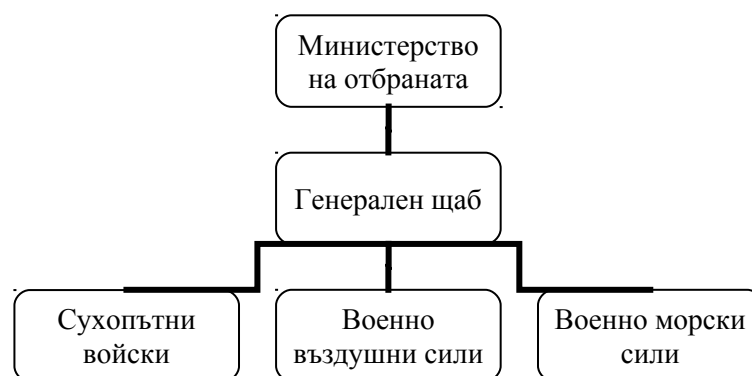 Министерство
на отбраната
Генерален щаб
Сухопътни
войски
Военно
въздушни сили
Военно морски
сили